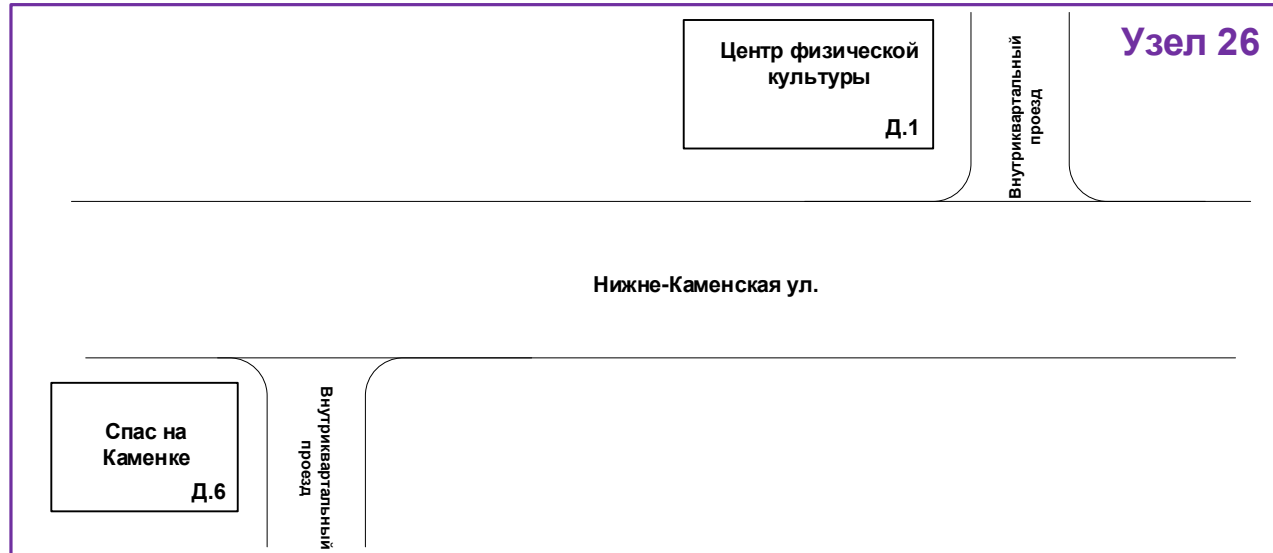 Узел 26
Центр физической
культуры
Д.1
Внутриквартальный
проезд
Нижне-Каменская ул.
Спас на
Каменке
Д.6
Внутриквартальный
проезд